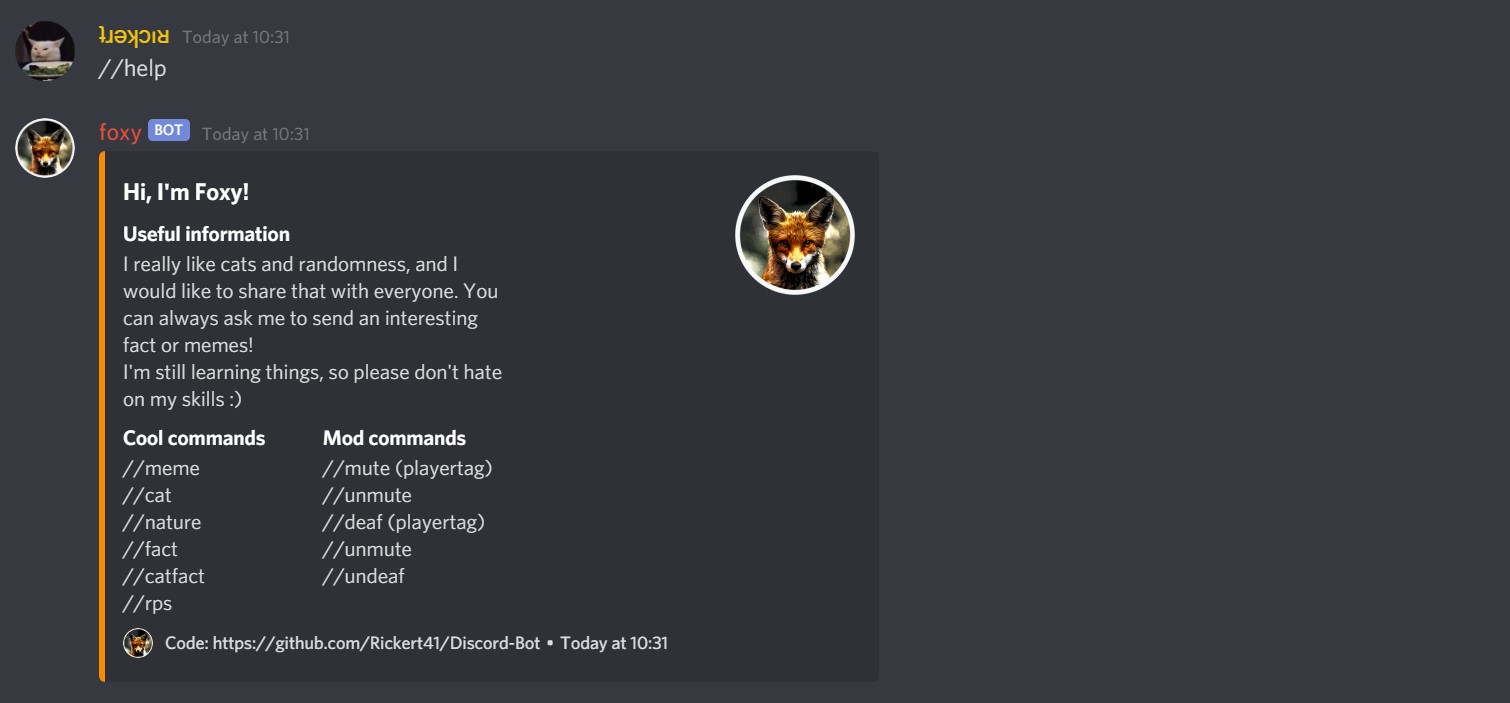 ʇɹǝʞɔıᴚ Today at 10:31
//help
foxy BOT Today at 10:31
Hi, I'm Foxy!
Useful information
I really like cats and randomness, and I
would like to share that with everyone. You
can always ask me to send an interesting
fact or memes!
I'm still learning things, so please don't hate
on my skills :)
Cool commands
//meme
//cat
//nature
//fact
//catfact
//rps
Mod commands
//mute (playertag)
//unmute
//deaf (playertag)
//unmute
//undeaf
Code: https://github.com/Rickert41/Discord-Bot • Today at 10:31